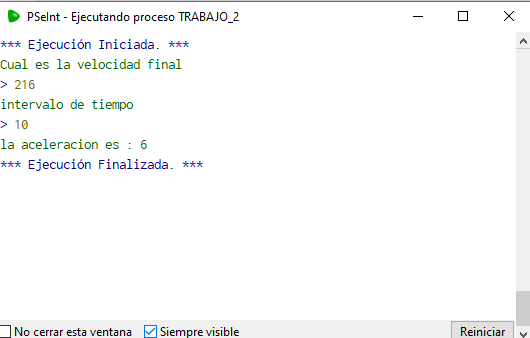 PSeInt - Ejecutando proceso TRABAJO_2
*** Ejecución Iniciada. ***
Cual es la velocidad final
> 216
intervalo de tiempo
> 10
la aceleracion es : 6
*** Ejecución Finalizada. ***
No cerrar esta ventana Siempre visible Reiniciar